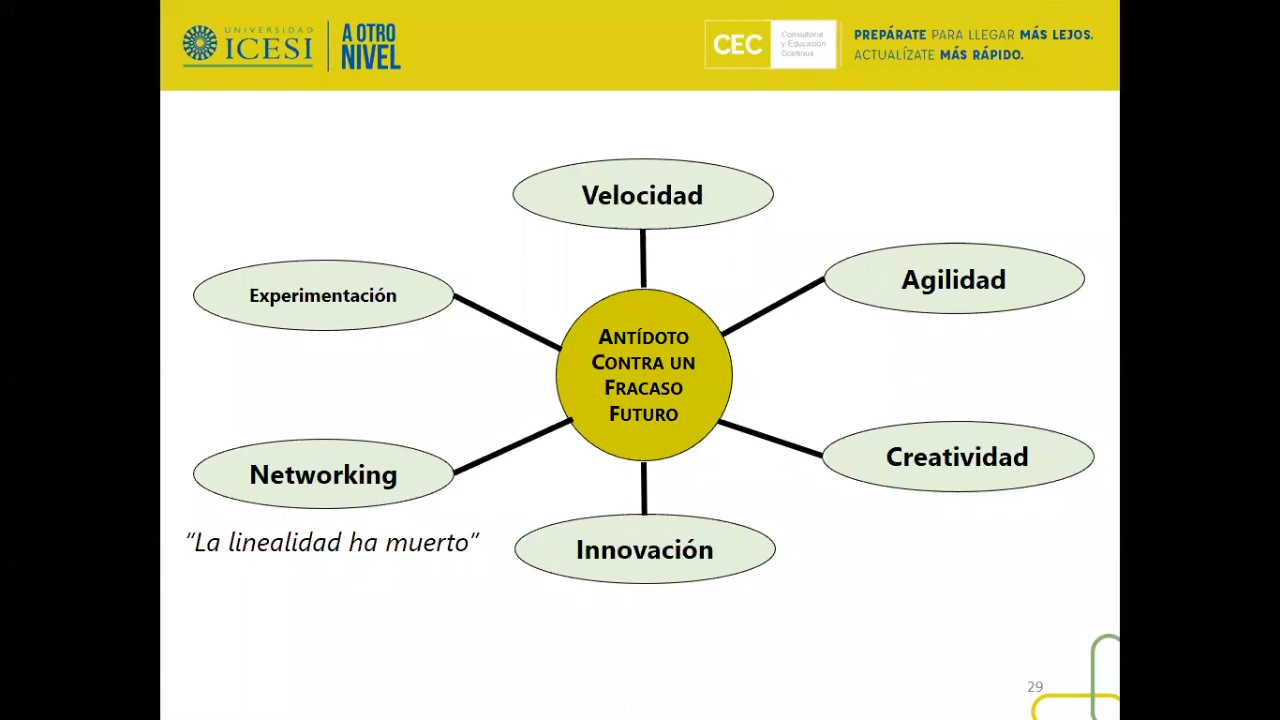 UNIVERSIDAD
ICESI
A OTRO
NIVEL
CEC
Consultoría
y Educación
Continua
PREPÁRATE PARA LLEGAR MÁS LEJOS.
ACTUALÍZATE MÁS RÁPIDO.
Velocidad
Agilidad
Experimentación
ANTÍDOTO
CONTRA UN
FRACASO
FUTURO
Creatividad
Networking
"La linealidad ha muerto"
Innovación
29